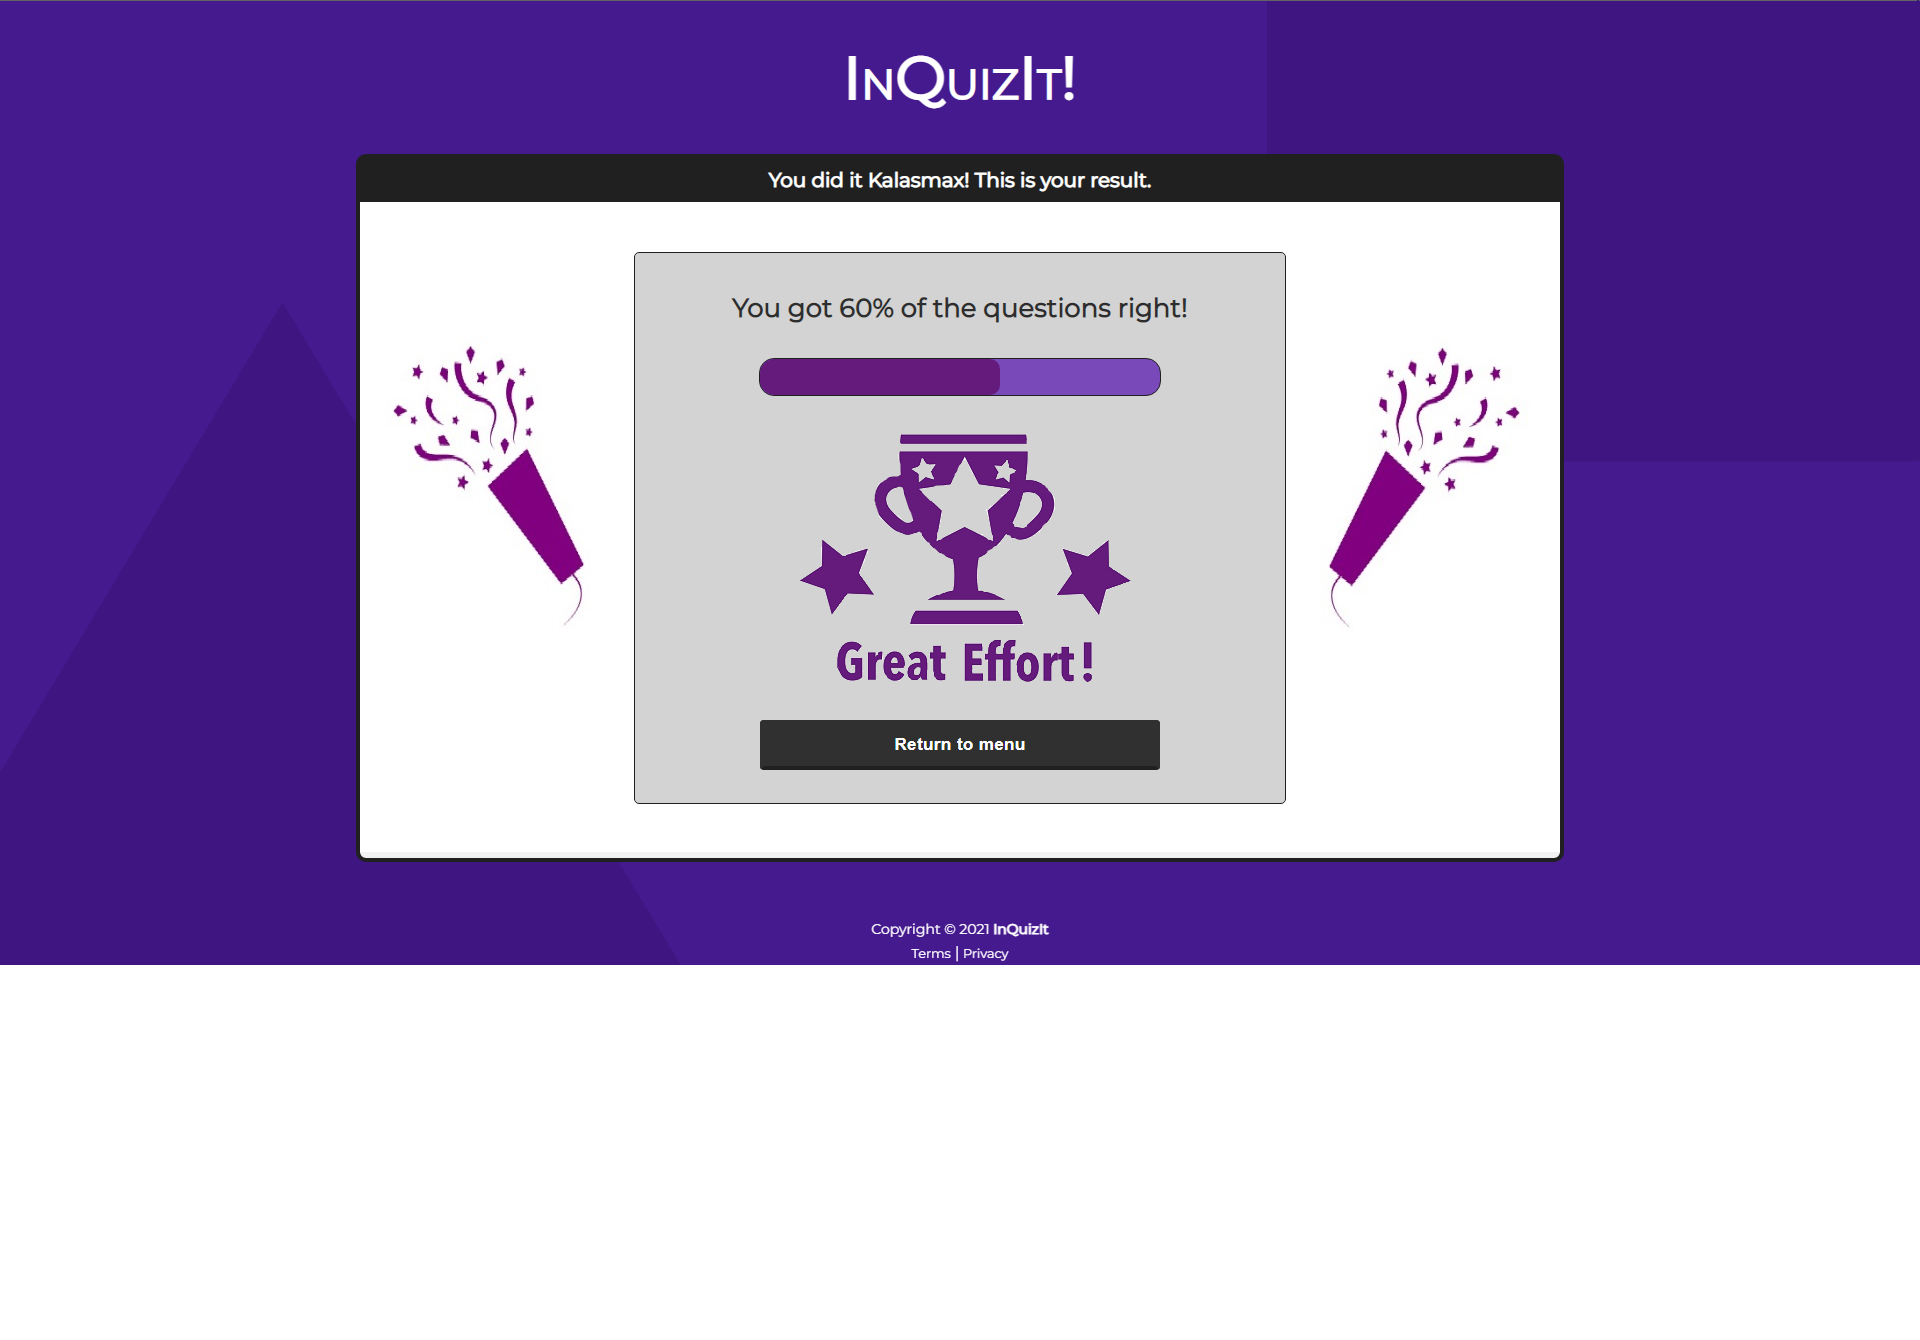 InQuizIt!
You did it Kalasmax! This is your result.
You got 60% of the questions right!
Great Effort!
Return to menu
Copyright © 2021 InQuizIt
Terms | Privacy